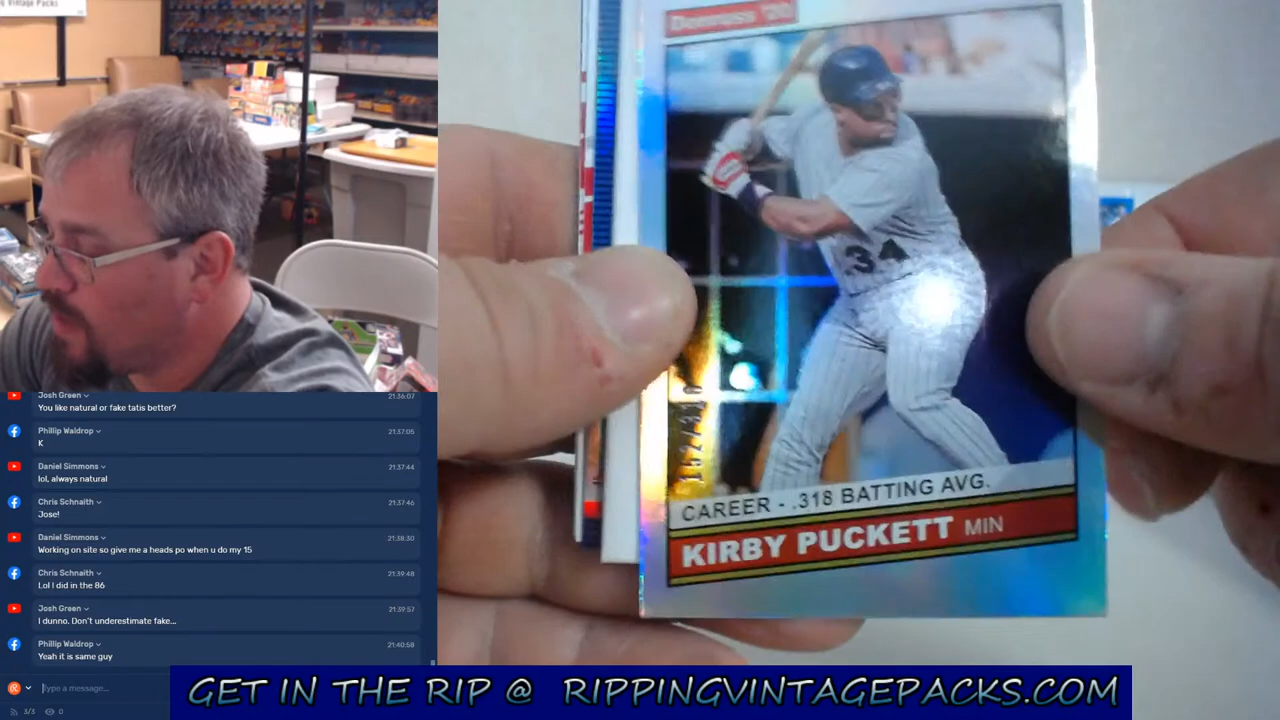 g Vintage Packs
Donruss '20
34
152/318
CAREER - .318 BATTING AVG.
KIRBY PUCKETT MIN
Josh Green
21:36:07
You like natural or fake tatis better?
Phillip Waldrop
21:37:05
K
Daniel Simmons
21:37:44
lol, always natural
Chris Schnaith
21:37:46
Jose!
Daniel Simmons
21:38:30
Working on site so give me a heads po when u do my 15
Chris Schnaith
21:39:48
Lol I did in the 86
Josh Green
21:39:57
I dunno. Don't underestimate fake...
Phillip Waldrop
21:40:58
Yeah it is same guy
Type a message...
3/3 0
GET IN THE RIP @ RIPPINGVINTAGEPACKS.COM